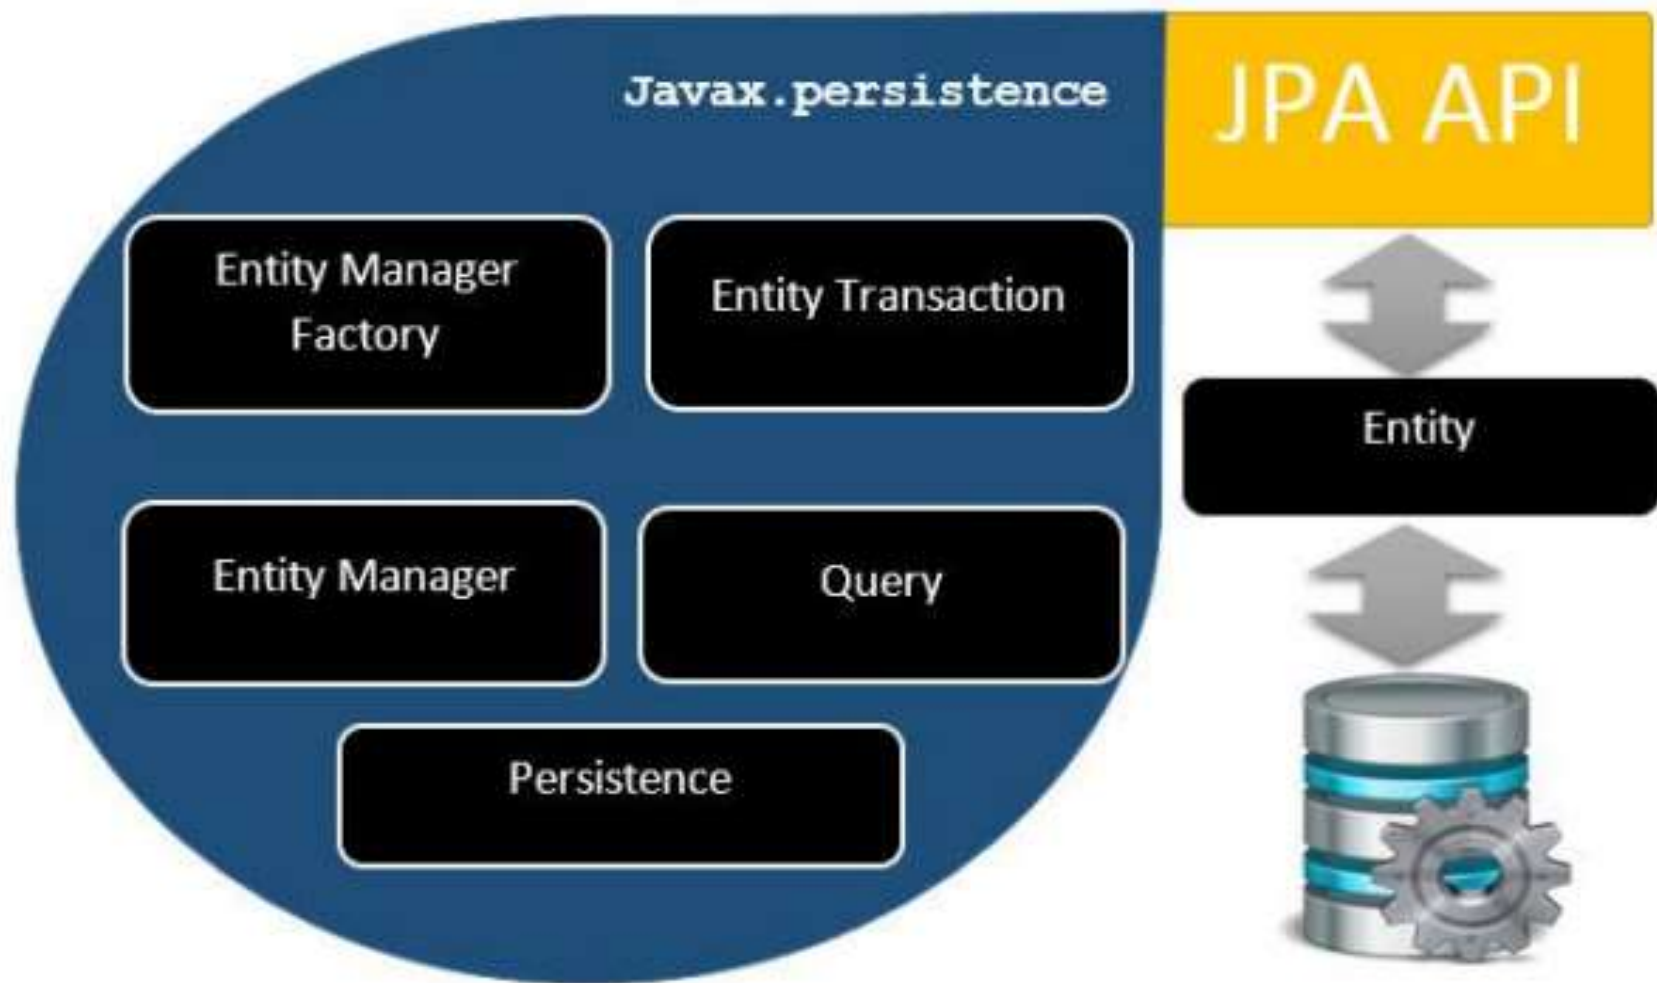 Javax.persistence
JPA API
Entity Manager
Factory
Entity Transaction
Entity
Entity Manager
Query
Persistence